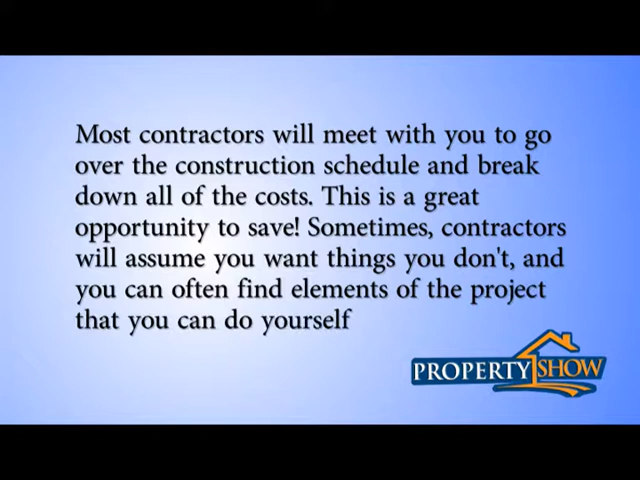 Most contractors will meet with you to go
over the construction schedule and break
down all of the costs. This is a great
opportunity to save! Sometimes, contractors
will assume you want things you don't, and
you can often find elements of the project
that you can do yourself
PROPERTY SHOW